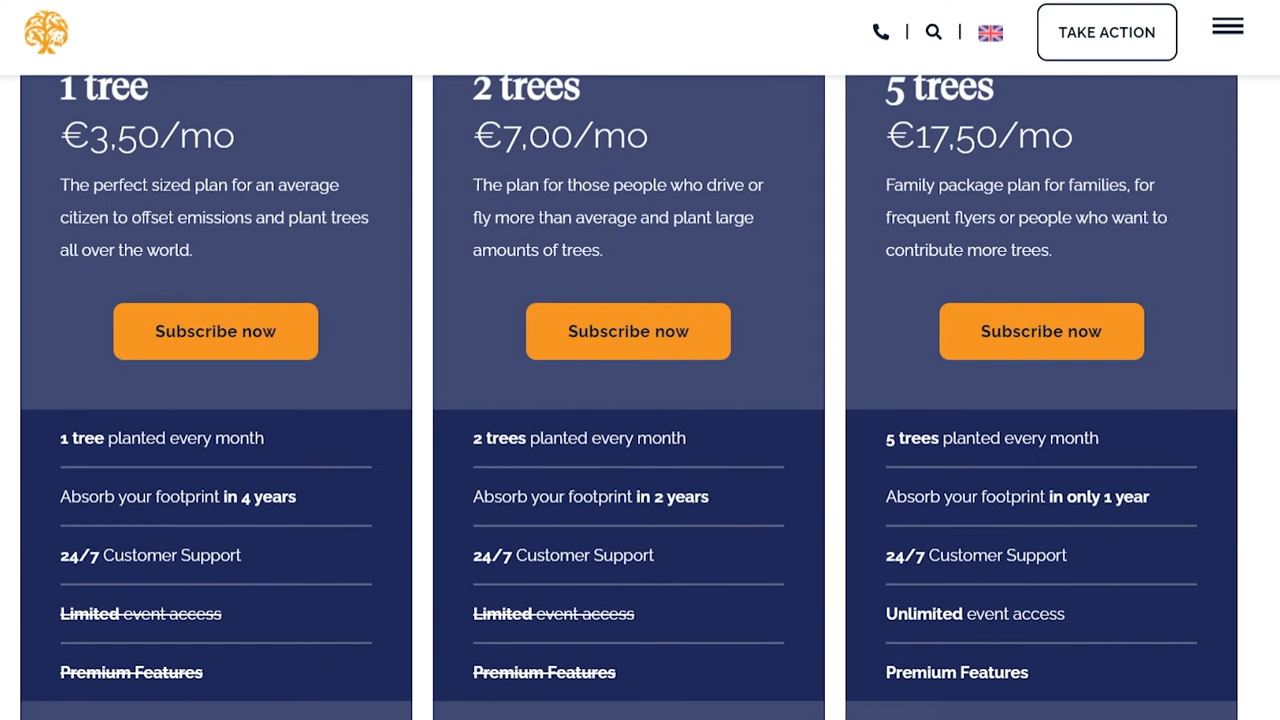 TAKE ACTION
1 tree
€3,50/mo
The perfect sized plan for an average
citizen to offset emissions and plant trees
all over the world.
Subscribe now
1 tree planted every month
Absorb your footprint in 4 years
24/7 Customer Support
Limited event access
Premium Features
2 trees
€7,00/mo
The plan for those people who drive or
fly more than average and plant large
amounts of trees.
Subscribe now
2 trees planted every month
Absorb your footprint in 2 years
24/7 Customer Support
Limited event access
Premium Features
5 trees
€17,50/mo
Family package plan for families, for
frequent flyers or people who want to
contribute more trees.
Subscribe now
5 trees planted every month
Absorb your footprint in only 1 year
24/7 Customer Support
Unlimited event access
Premium Features